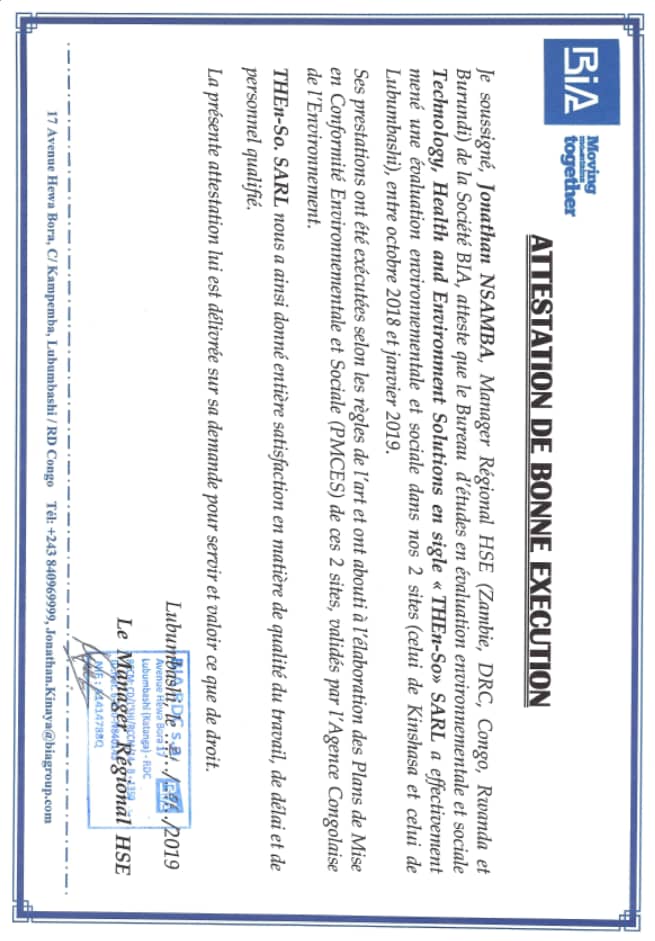 BIA
Moving
mountains
together
ATTESTATION DE BONNE EXECUTION
Je soussigné, Jonathan NSAMBA, Manager Régional HSE (Zambie, DRC, Congo, Rwanda et
Burundi) de la Société BIA, atteste que le Bureau d'études en évaluation environnementale et sociale
Technology, Health and Environment Solutions en sigle « THEn-So» SARL a effectivement
mené une évaluation environnementale et sociale dans nos 2 sites (celui de Kinshasa et celui de
Lubumbashi), entre octobre 2018 et janvier 2019.
Ses prestations ont été exécutées selon les règles de l'art et ont abouti à l'élaboration des Plans de Mise
en Conformité Environnementale et Sociale (PMCES) de ces 2 sites, validés par l'Agence Congolaise
de l'Environnement.
THEn-So. SARL nous a ainsi donné entière satisfaction en matière de qualité du travail, de délai et de
personnel qualifié.
La présente attestation lui est délivrée sur sa demande pour servir et valoir ce que de droit.
Lubumbashi, le /2019
BIA RDC s.a.
BIA
Avenue Hewa Bora 17
Lubumbashi (Katanga) - RDC
Le Manager Régional HSE
17 Avenue Hewa Bora, C/ Kampemba, Lubumbashi / RD Congo Tél: +243 840969999, Jonathan.Kinaya@biagroup.com